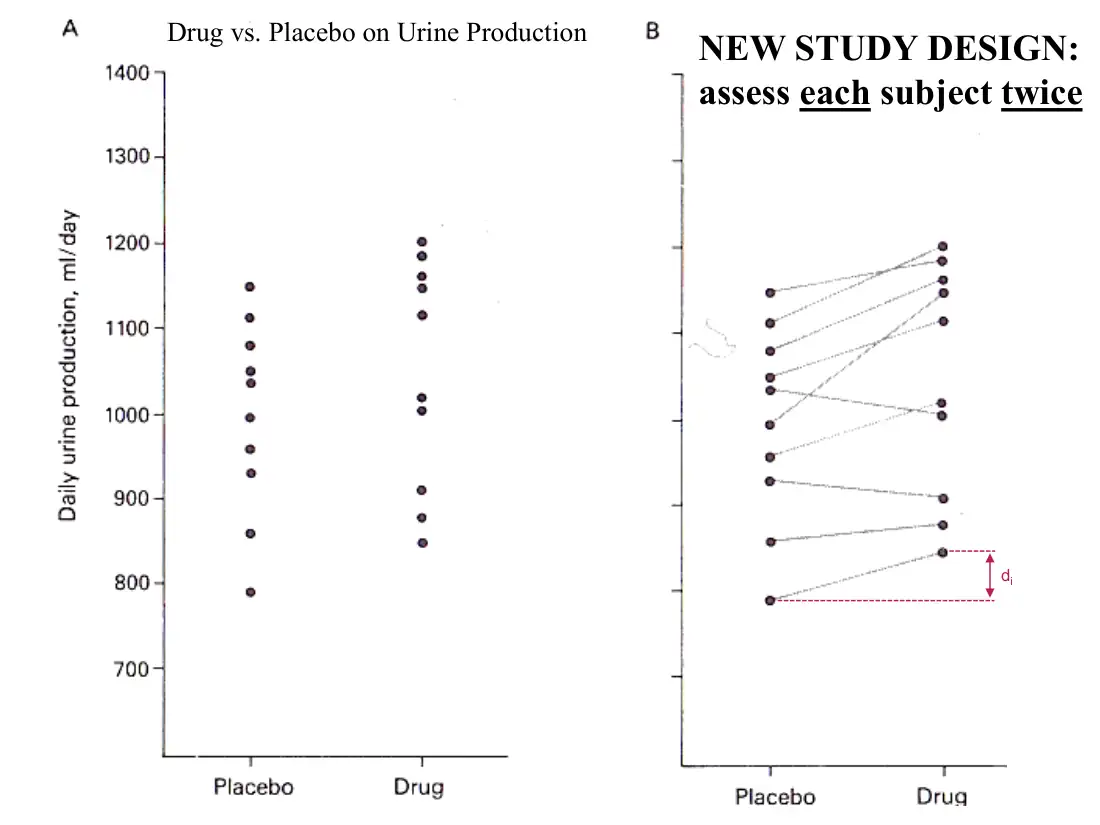 A
Drug vs. Placebo on Urine Production
B
NEW STUDY DESIGN:
assess each subject twice
1400
1300
1200
1100
1000
900
800
700
Daily urine production, ml/day
Placebo
Drug
di
Placebo
Drug